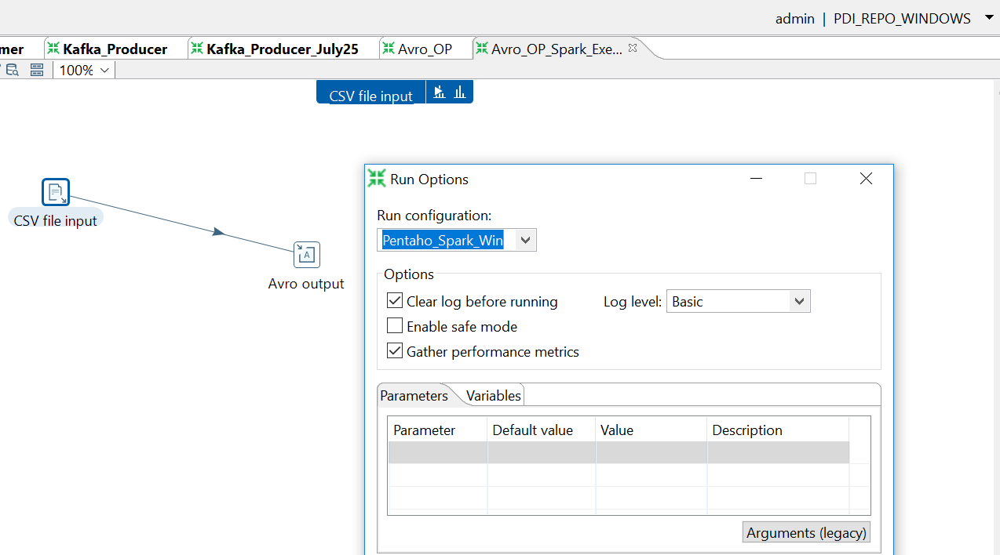 admin | PDI_REPO_WINDOWS
mer Kafka_Producer Kafka_Producer_July25 Avro_OP Avro_OP_Spark_Exe...
100%
CSV file input
CSV file input
Avro output
A
Run Options
Run configuration:
Pentaho_Spark_Win
Options
Clear log before running Log level: Basic
Enable safe mode
Gather performance metrics
Parameters Variables
Parameter Default value Value Description
Arguments (legacy)